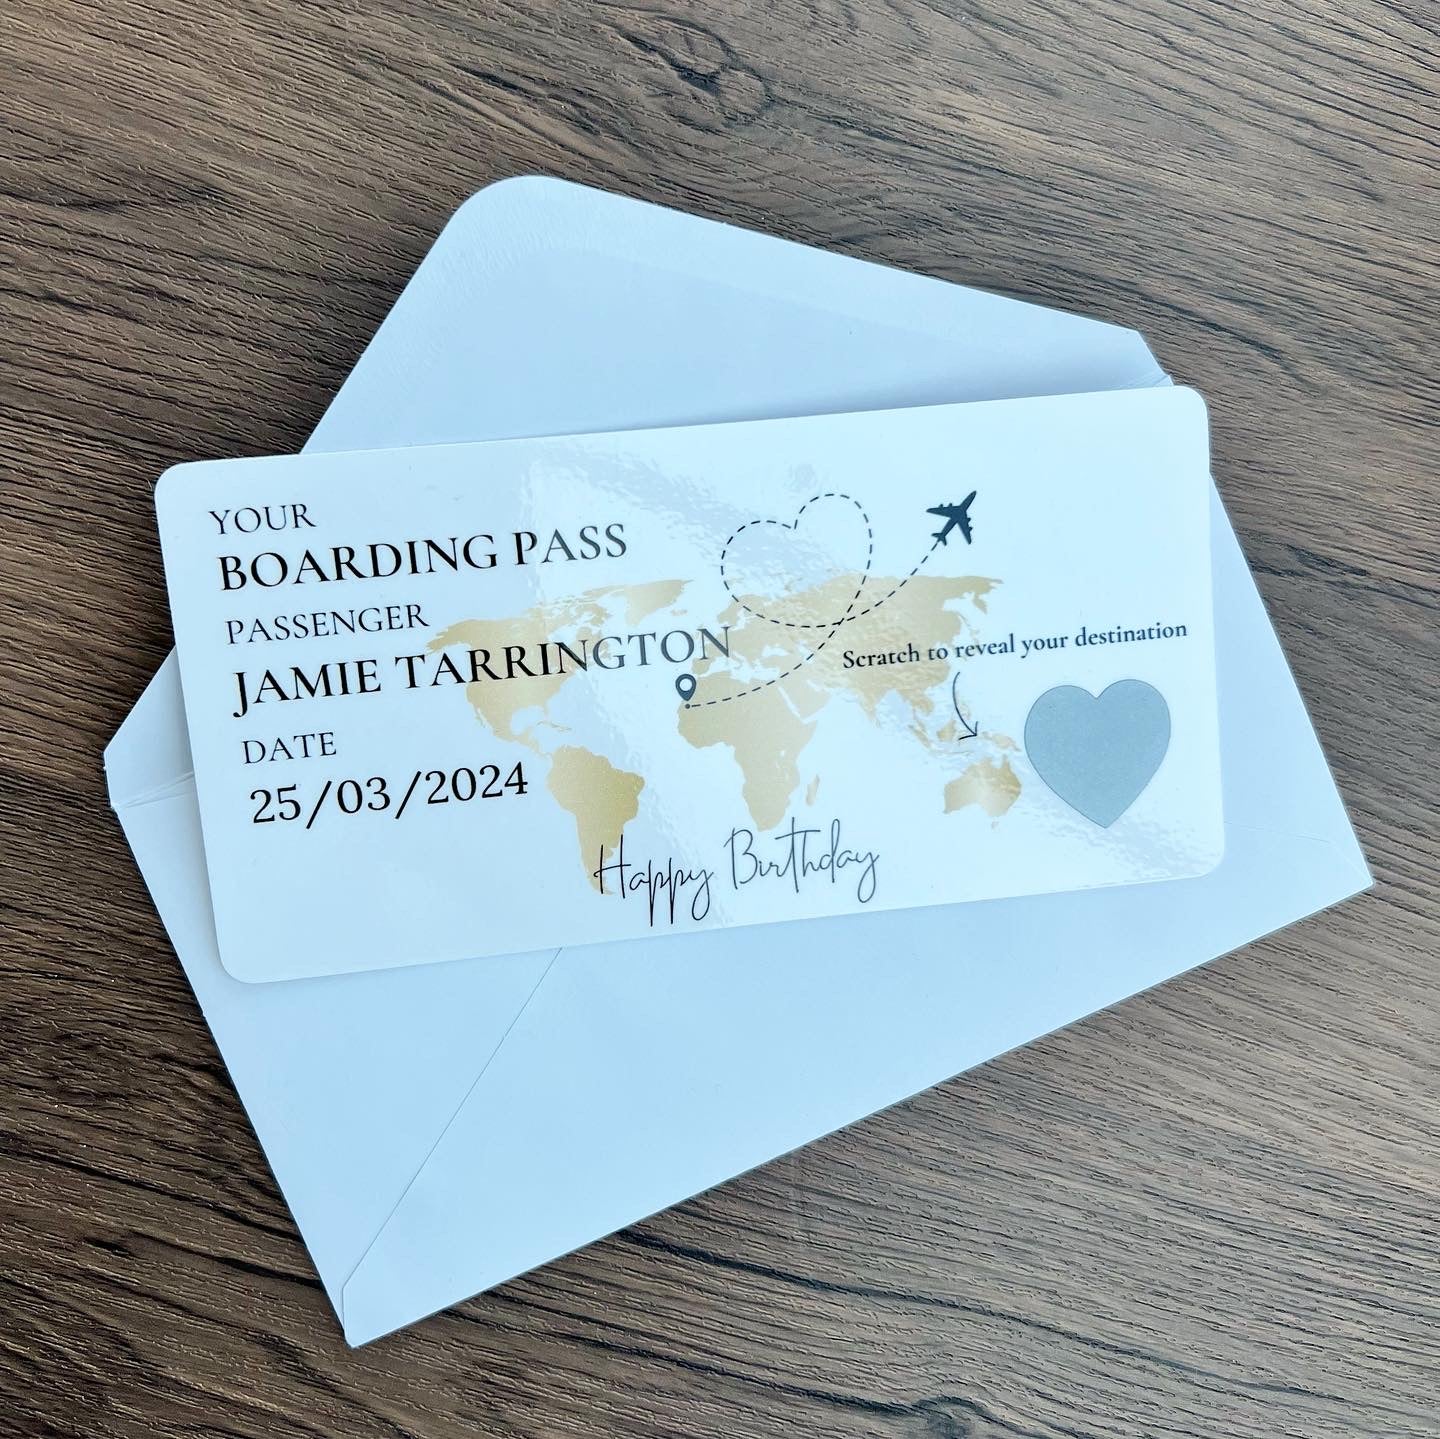 YOUR
BOARDING PASS
PASSENGER
JAMIE TARRINGTON
DATE
25/03/2024
Scratch to reveal your destination
Happy Birthday